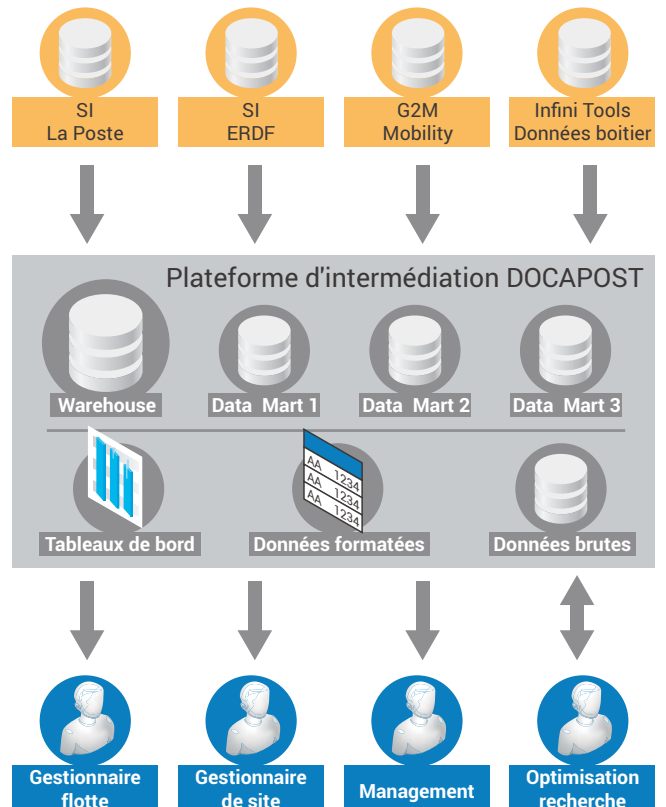 SI
La Poste
SI
ERDF
G2M
Mobility
Infini Tools
Données boitier
Plateforme d'intermédiation DOCAPOST
Warehouse
Data Mart 1
Data Mart 2
Data Mart 3
AA 1234
AA 1234
AA 1234
Tableaux de bord
Données formatées
Données brutes
Gestionnaire
flotte
Gestionnaire
de site
Management
Optimisation
recherche